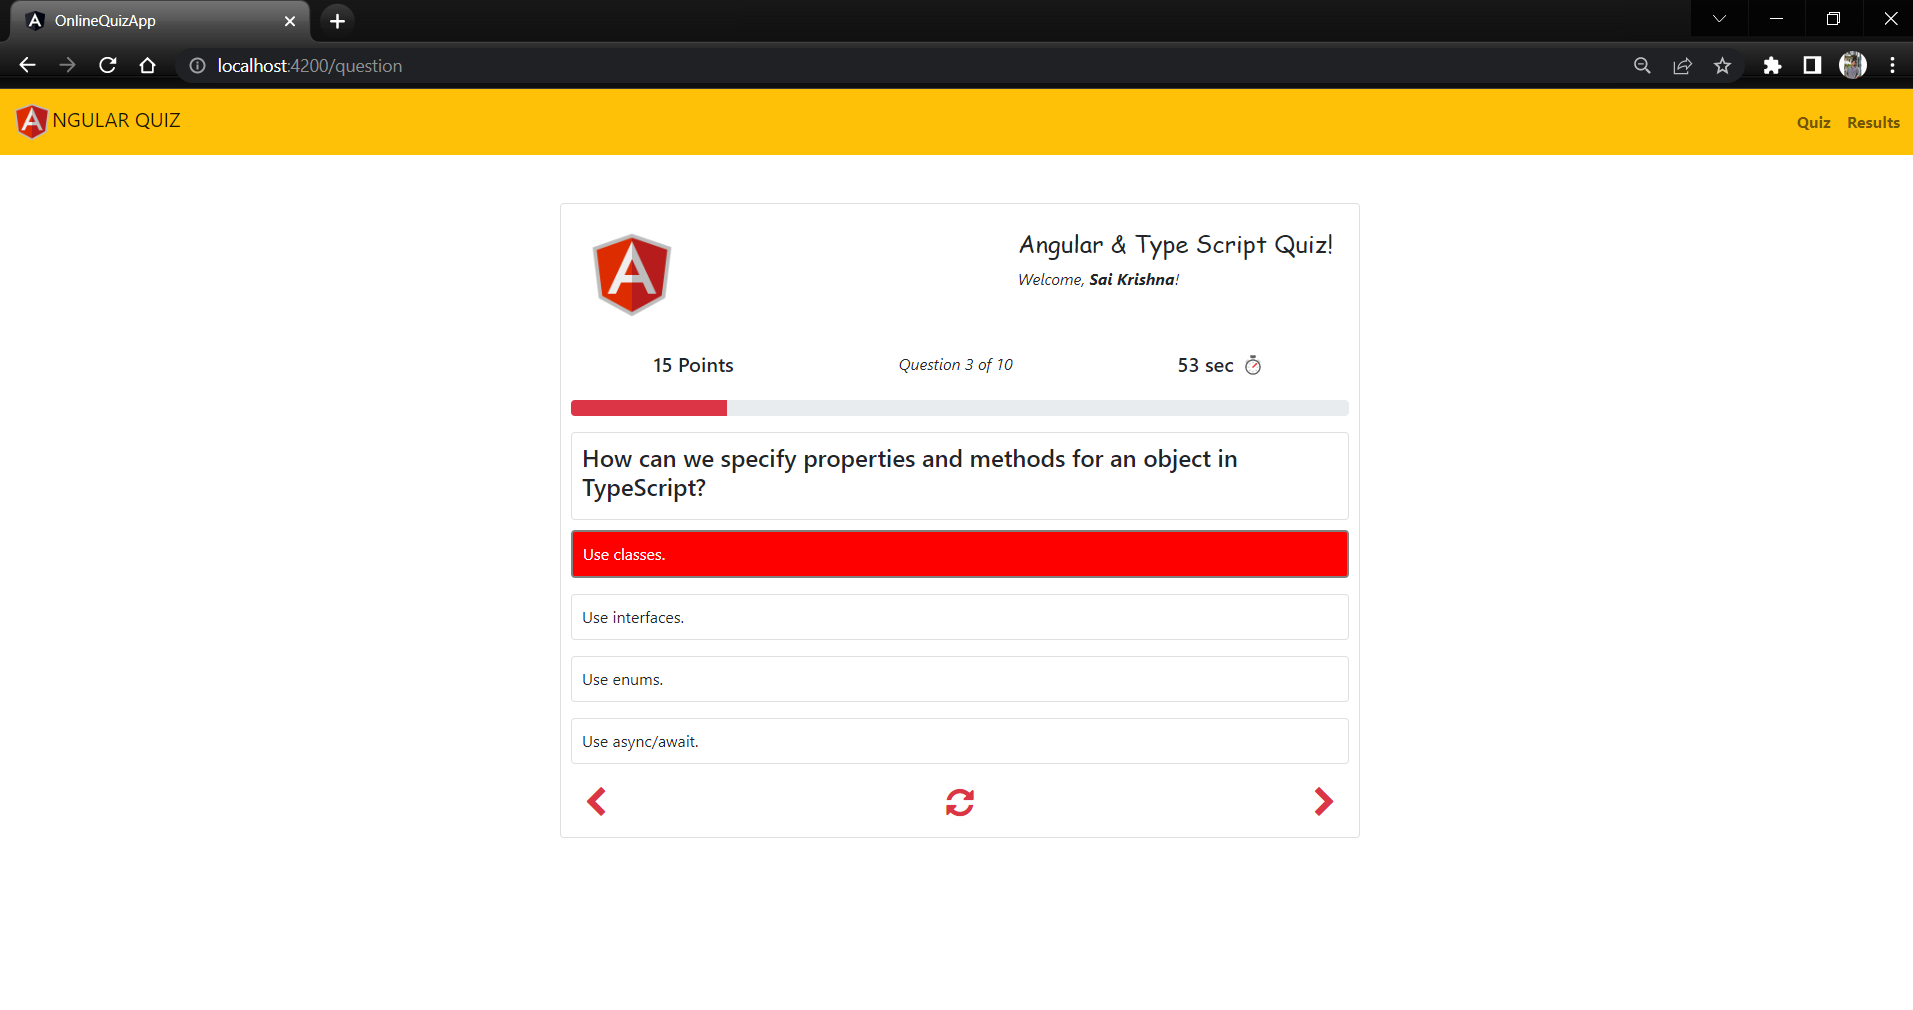 OnlineQuizApp
localhost:4200/question
NGULAR QUIZ
Quiz Results
Angular & Type Script Quiz!
Welcome, Sai Krishna!
15 Points
Question 3 of 10
53 sec
How can we specify properties and methods for an object in
TypeScript?
Use classes.
Use interfaces.
Use enums.
Use async/await.